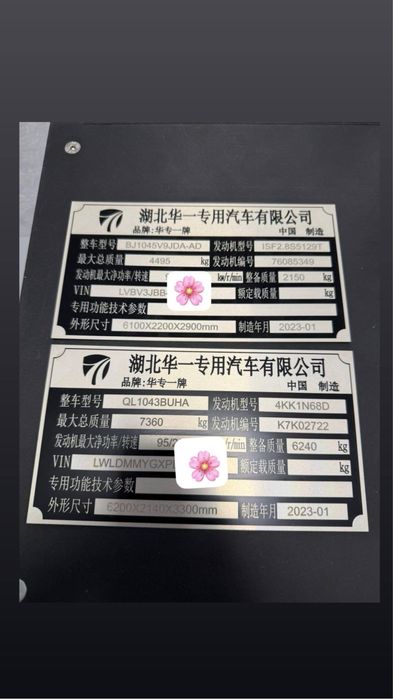 湖北华一专用汽车有限公司
品牌:华专一牌 中国 制造
整车型号 BJ1045V9JDA-AD 发动机型号 ISF2.8S5129T
最大总质量 4495 kg 发动机编号 76085349
发动机最大净功率/转速 kw/r/min 整备质量 2150 kg
VIN LVBV3JBB 额定载质量 kg
专用功能技术参数
外形尺寸 6100X2200X2900mm 制造年月 2023-01
湖北华一专用汽车有限公司
品牌:华专一牌 中国 制造
整车型号 QL1043BUHA 发动机型号 4KK1N68D
最大总质量 7360 kg 发动机编号 K7K02722
发动机最大净功率/转速 95/2 r/min 整备质量 6240 kg
VIN LWLDMMYGXP 额定载质量 kg
专用功能技术参数
外形尺寸 6200X2140X3300mm 制造年月 2023-01